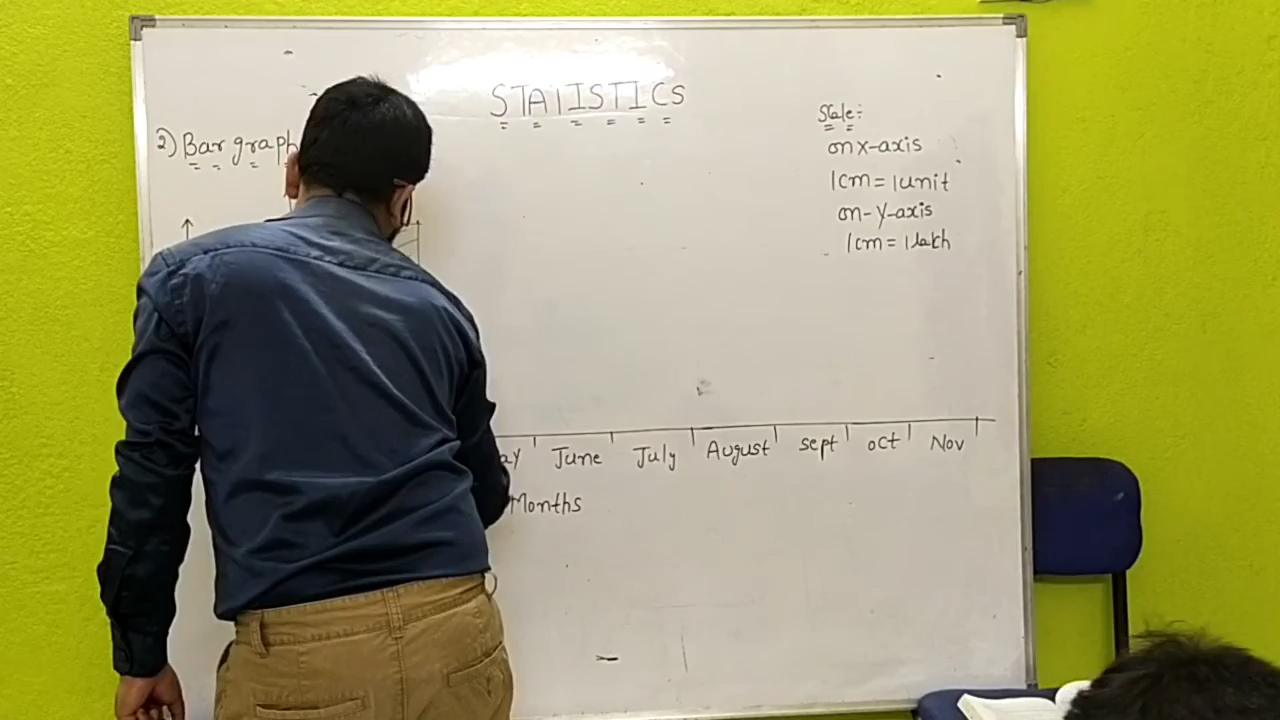 STATISTICS
2) Bar graph
Scale:
on x-axis
1cm = 1unit
on-y-axis
1cm = 1lakh
June July August sept oct Nov
Months